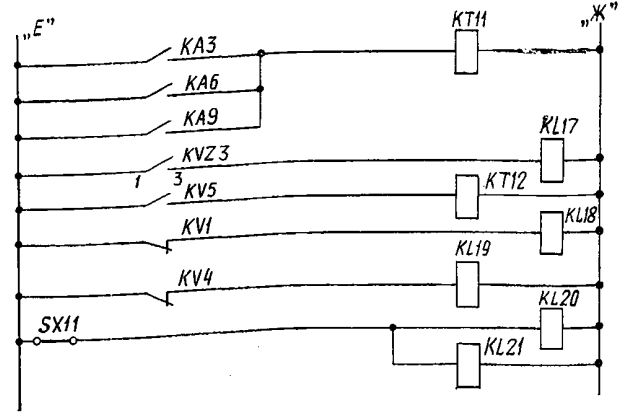 „Е”
„Ж”
KT11
KA3
KA6
KA9
KL17
KVZ3
1 3
KT12
KV5
KL18
KV1
KL19
KV4
KL20
SX11
KL21